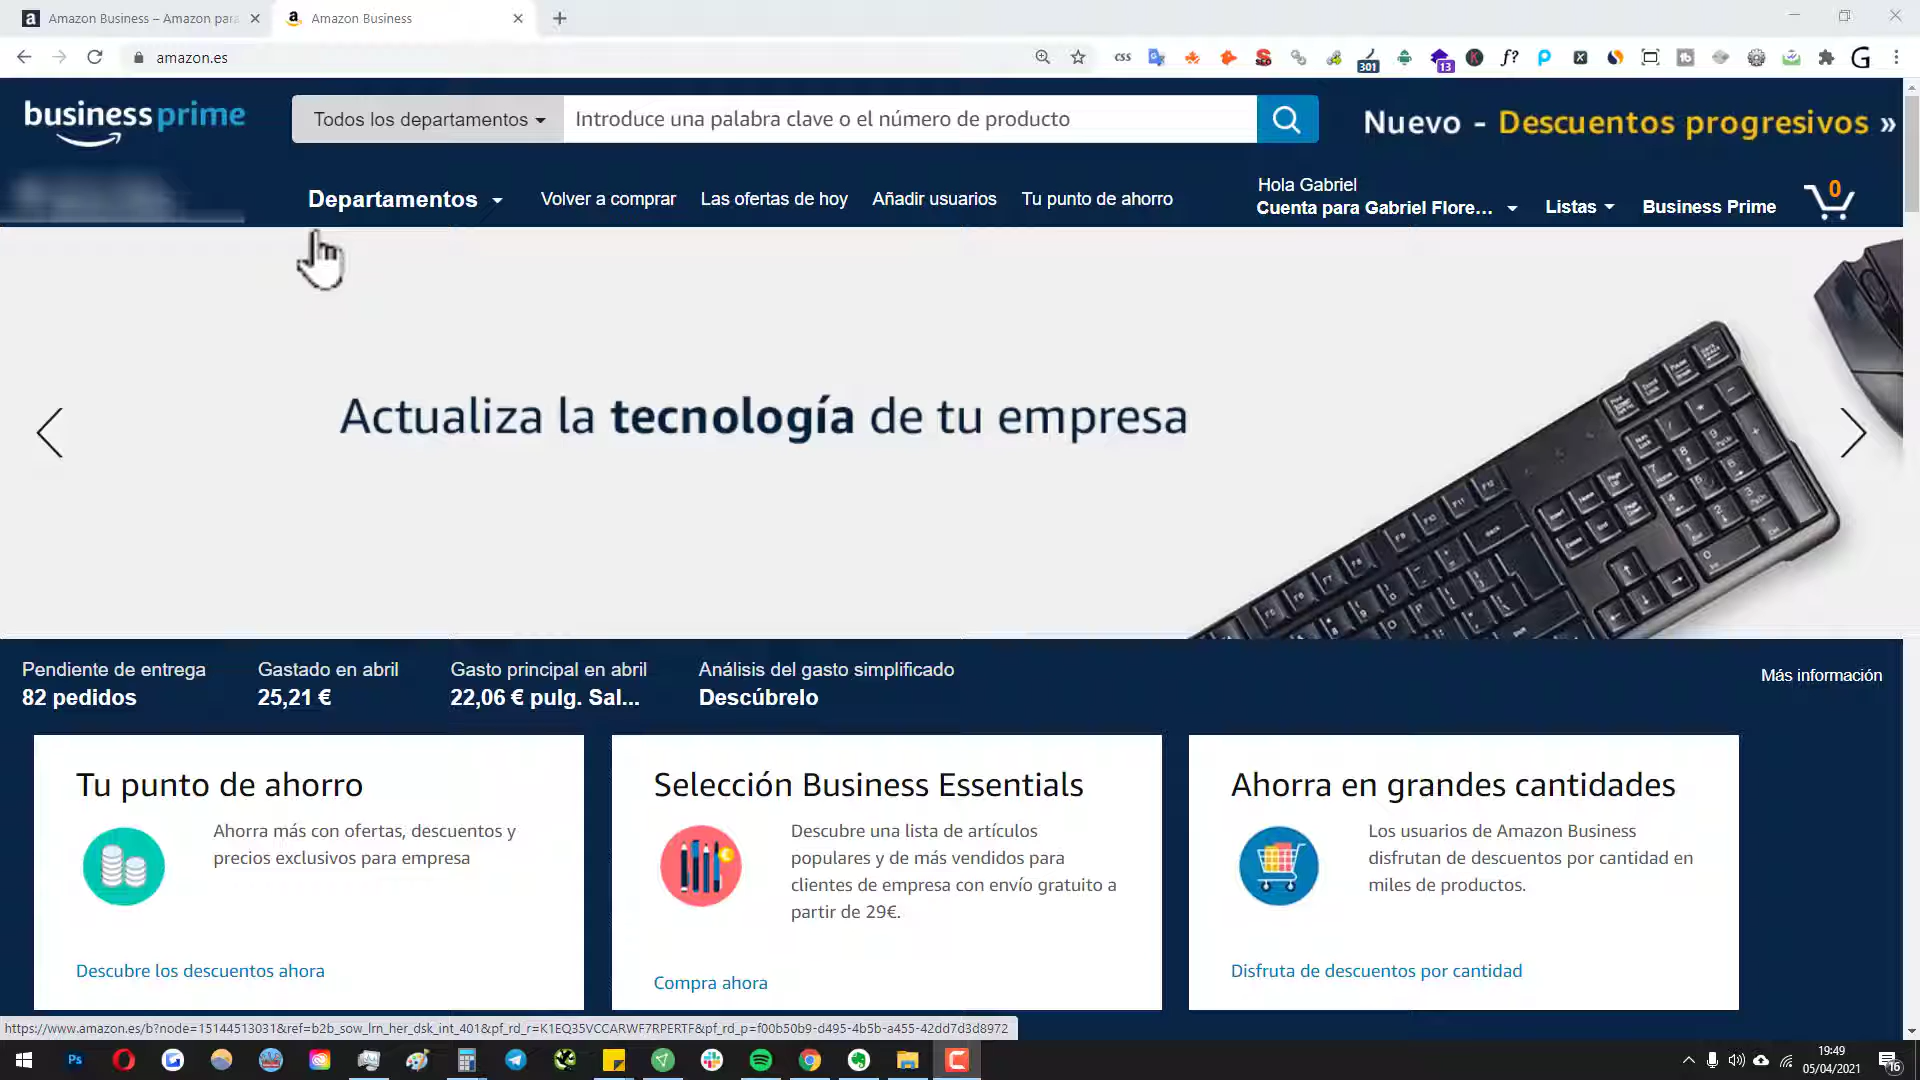 Amazon Business – Amazon para
Amazon Business
amazon.es
css
301
13
f?
business prime
Todos los departamentos
Introduce una palabra clave o el número de producto
Nuevo - Descuentos progresivos »
Departamentos
Volver a comprar
Las ofertas de hoy
Añadir usuarios
Tu punto de ahorro
Hola Gabriel
Cuenta para Gabriel Flore...
Listas
Business Prime
0
Actualiza la tecnología de tu empresa
Pendiente de entrega
82 pedidos
Gastado en abril
25,21 €
Gasto principal en abril
22,06 € pulg. Sal...
Análisis del gasto simplificado
Descúbrelo
Más información
Tu punto de ahorro
Ahorra más con ofertas, descuentos y
precios exclusivos para empresa
Descubre los descuentos ahora
Selección Business Essentials
Descubre una lista de artículos
populares y de más vendidos para
clientes de empresa con envío gratuito a
partir de 29€.
Compra ahora
Ahorra en grandes cantidades
Los usuarios de Amazon Business
disfrutan de descuentos por cantidad en
miles de productos.
Disfruta de descuentos por cantidad
https://www.amazon.es/b?node=15144513031&ref=b2b_sow_lrn_her_dsk_int_401&pf_rd_r=K1EQ35VCCARWF7RPERTF&pf_rd_p=f00b50b9-d495-4b5b-a455-42dd7d3d8972
Ps
19:49
05/04/2021
16